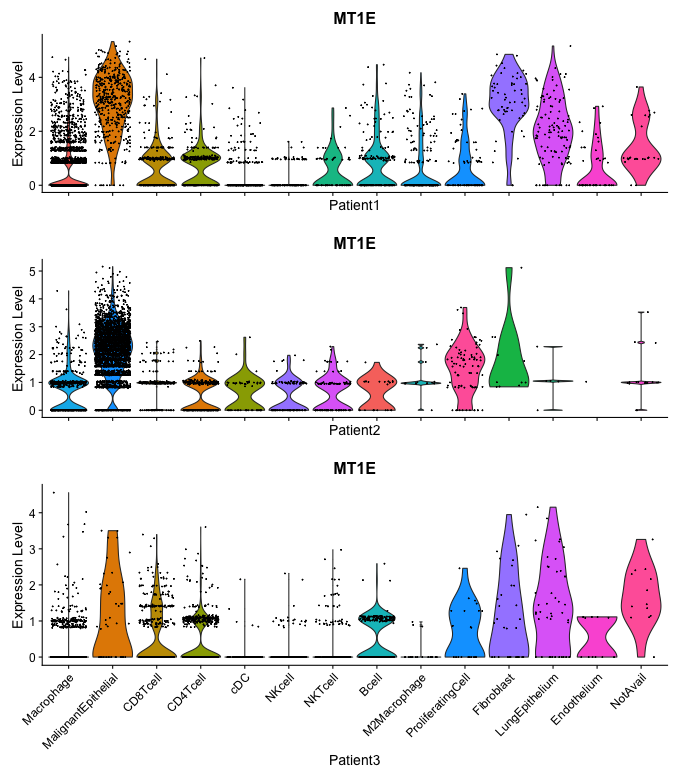 MT1E
Expression Level
4
2
0
Patient1
MT1E
Expression Level
5
4
3
2
1
0
Patient2
MT1E
Expression Level
4
3
2
1
0
Macrophage
MalignantEpithelial
CD8Tcell
CD4Tcell
cDC
NKcell
NKTcell
Bcell
M2Macrophage
ProliferatingCell
Fibroblast
LungEpithelium
Endothelium
NotAvail
Patient3